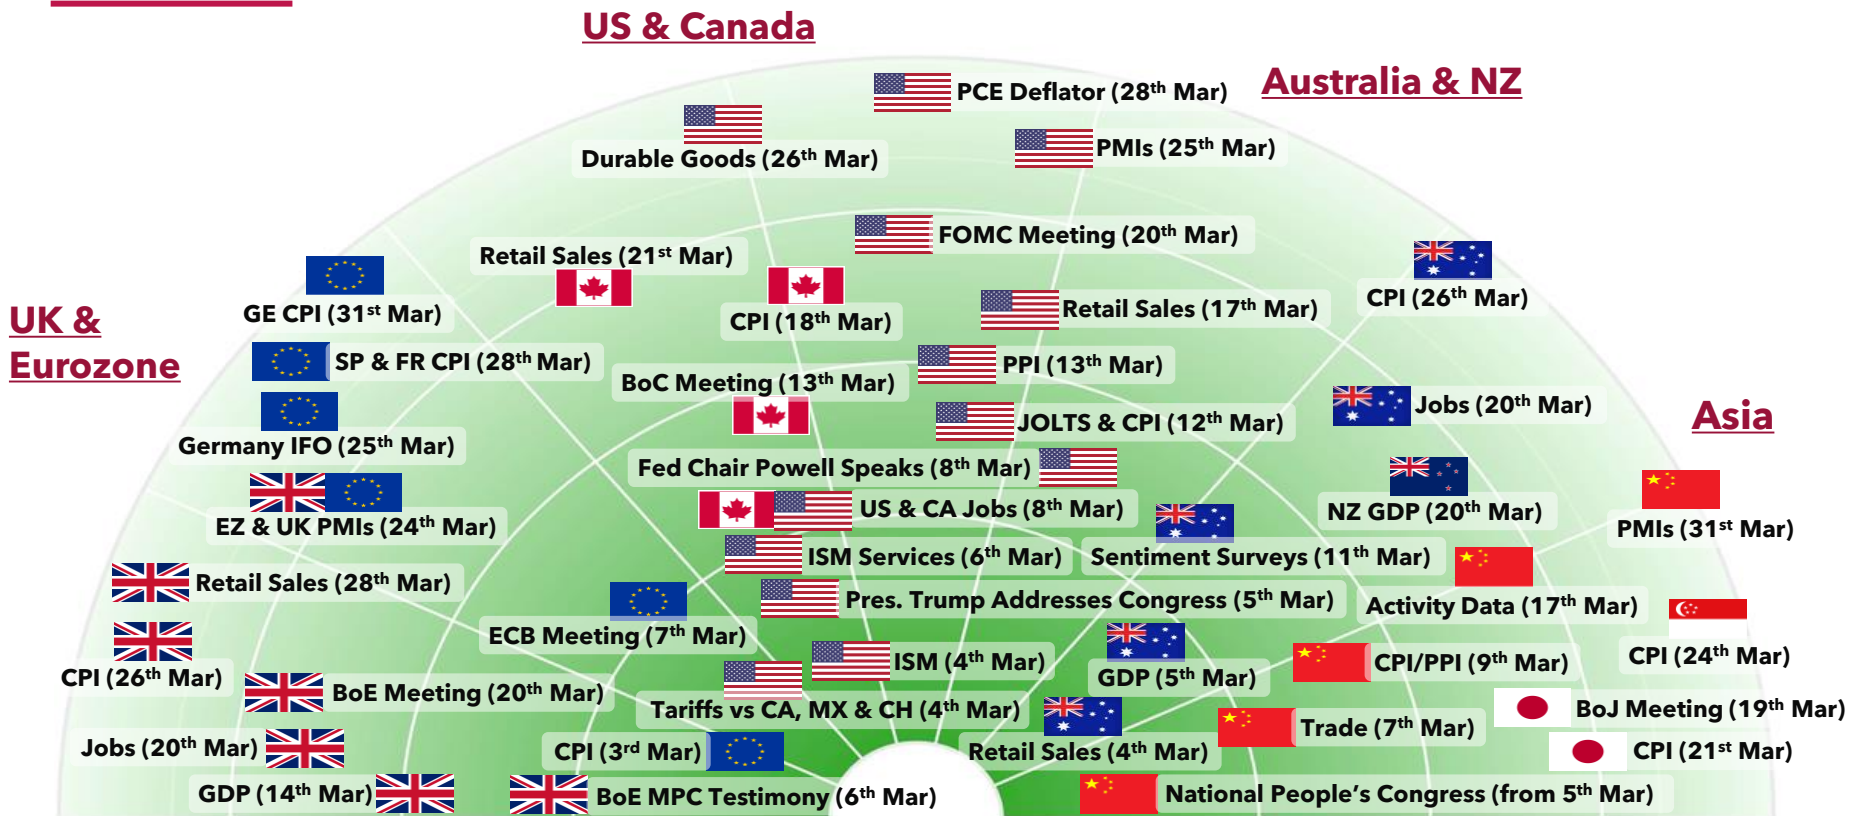 US & Canada
Australia & NZ
PCE Deflator (28th Mar)
Durable Goods (26th Mar)
PMIs (25th Mar)
FOMC Meeting (20th Mar)
Retail Sales (21st Mar)
CPI (18th Mar)
Retail Sales (17th Mar)
CPI (26th Mar)
GE CPI (31st Mar)
UK &
Eurozone
SP & FR CPI (28th Mar)
BoC Meeting (13th Mar)
PPI (13th Mar)
Germany IFO (25th Mar)
JOLTS & CPI (12th Mar)
Jobs (20th Mar)
Asia
Fed Chair Powell Speaks (8th Mar)
EZ & UK PMIs (24th Mar)
US & CA Jobs (8th Mar)
NZ GDP (20th Mar)
PMIs (31st Mar)
ISM Services (6th Mar)
Sentiment Surveys (11th Mar)
Retail Sales (28th Mar)
Pres. Trump Addresses Congress (5th Mar)
Activity Data (17th Mar)
ECB Meeting (7th Mar)
CPI (24th Mar)
CPI (26th Mar)
ISM (4th Mar)
GDP (5th Mar)
CPI/PPI (9th Mar)
BoE Meeting (20th Mar)
Tariffs vs CA, MX & CH (4th Mar)
BoJ Meeting (19th Mar)
Trade (7th Mar)
Jobs (20th Mar)
CPI (3rd Mar)
Retail Sales (4th Mar)
CPI (21st Mar)
GDP (14th Mar)
BoE MPC Testimony (6th Mar)
National People's Congress (from 5th Mar)